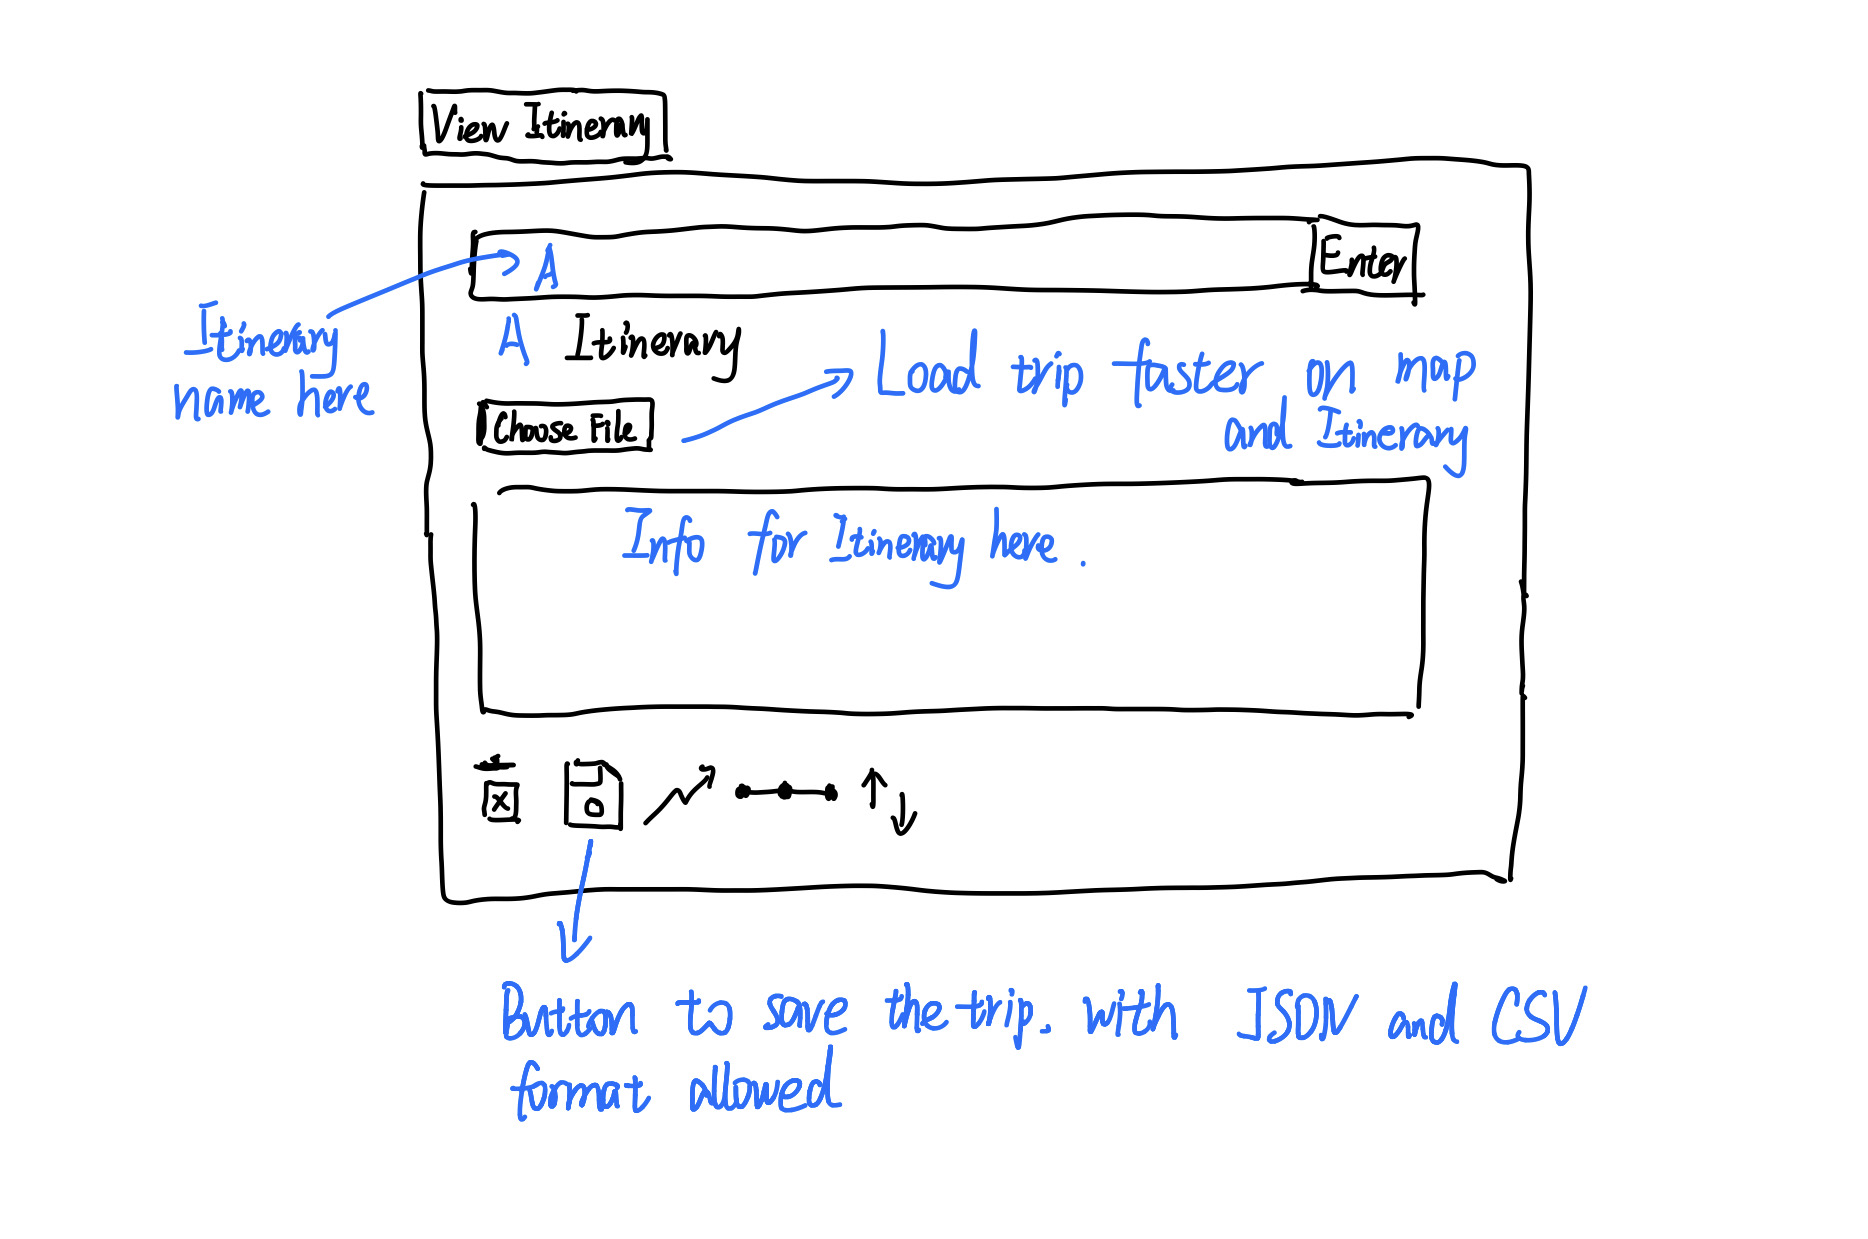 View Itinerary
A
Enter
Itinerary
name here
A Itinerary
Load trip faster on map
and Itinerary
Choose File
Info for Itinerary here.
Button to save the trip. with JSON and CSV
format allowed